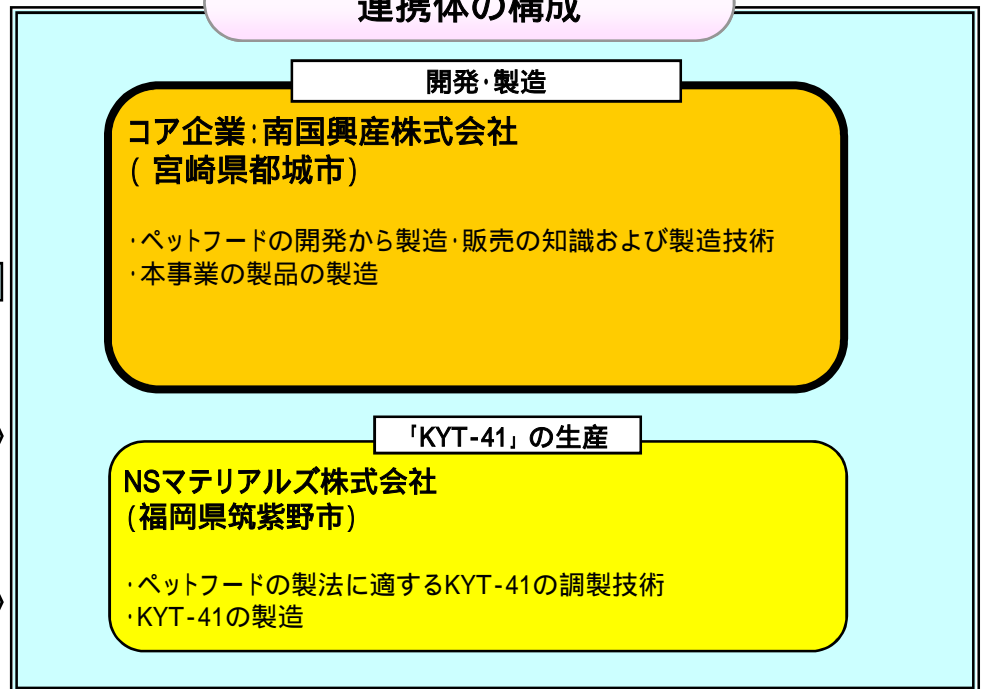 連携体の構成
開発･製造
コア企業:南国興産株式会社
( 宮崎県都城市)
･ペットフードの開発から製造･販売の知識および製造技術
･本事業の製品の製造
｢KYT-41｣ の生産
NSマテリアルズ株式会社
(福岡県筑紫野市)
･ペットフードの製法に適するKYT-41の調製技術
･KYT-41の製造